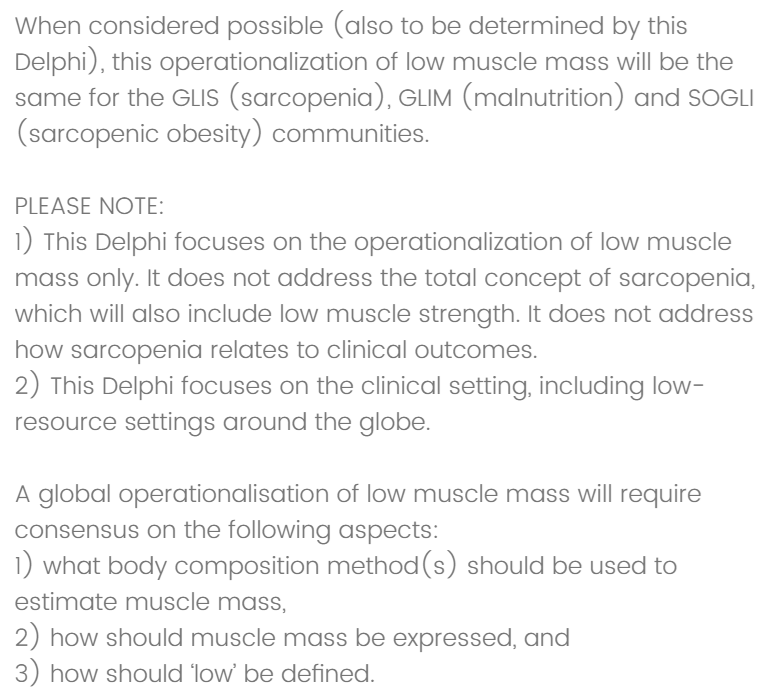 When considered possible (also to be determined by this
Delphi), this operationalization of low muscle mass will be the
same for the GLIS (sarcopenia), GLIM (malnutrition) and SOGLI
(sarcopenic obesity) communities.
PLEASE NOTE:
1) This Delphi focuses on the operationalization of low muscle
mass only. It does not address the total concept of sarcopenia,
which will also include low muscle strength. It does not address
how sarcopenia relates to clinical outcomes.
2) This Delphi focuses on the clinical setting, including low-
resource settings around the globe.
A global operationalisation of low muscle mass will require
consensus on the following aspects:
1) what body composition method(s) should be used to
estimate muscle mass,
2) how should muscle mass be expressed, and
3) how should ‘low’ be defined.